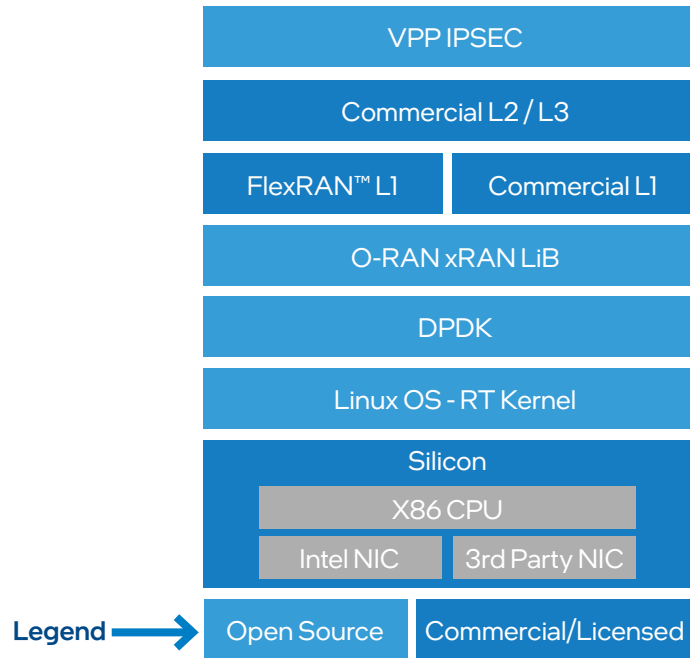 VPP IPSEC
Commercial L2 / L3
FlexRAN™ L1
Commercial L1
O-RAN xRAN LiB
DPDK
Linux OS - RT Kernel
Silicon
X86 CPU
Intel NIC
3rd Party NIC
Legend
Open Source
Commercial/Licensed